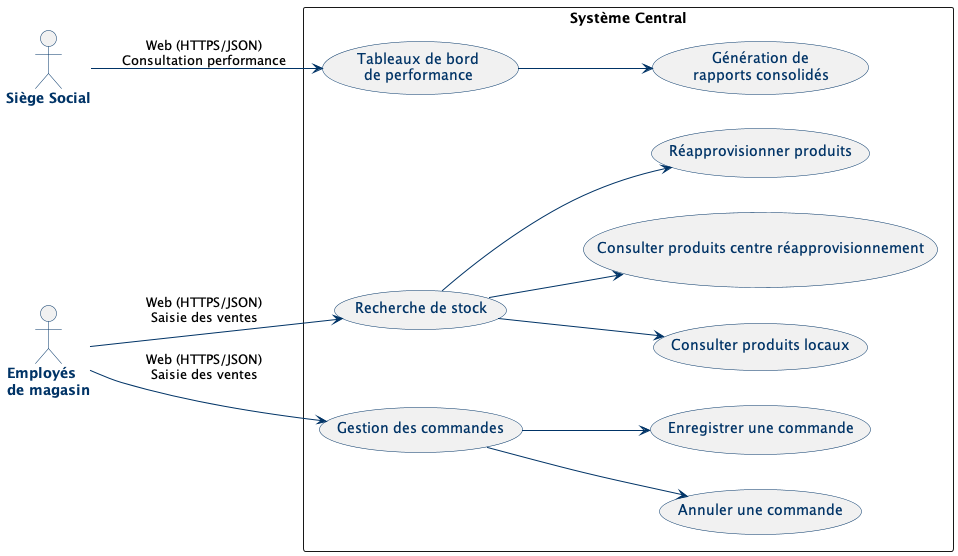 Système Central
Web (HTTPS/JSON)
Consultation performance
Siège Social
Tableaux de bord
de performance
Génération de
rapports consolidés
Réapprovisionner produits
Consulter produits centre réapprovisionnement
Web (HTTPS/JSON)
Saisie des ventes
Recherche de stock
Consulter produits locaux
Employés
de magasin
Web (HTTPS/JSON)
Saisie des ventes
Gestion des commandes
Enregistrer une commande
Annuler une commande